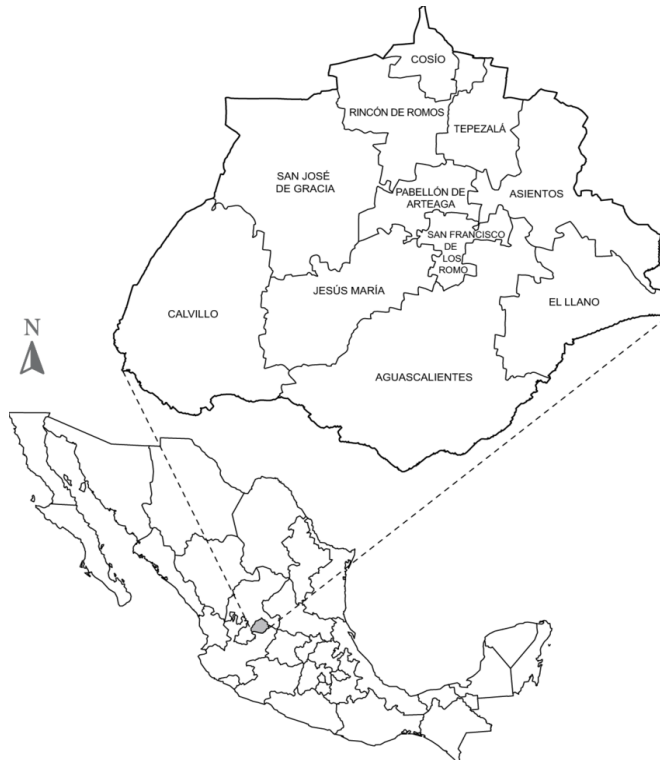 COSÍO
RINCÓN DE ROMOS
TEPEZALÁ
SAN JOSÉ
DE GRACIA
PABELLÓN DE
ARTEAGA
ASIENTOS
SAN FRANCISCO
DE
LOS
ROMO
JESÚS MARÍA
EL LLANO
CALVILLO
N
AGUASCALIENTES